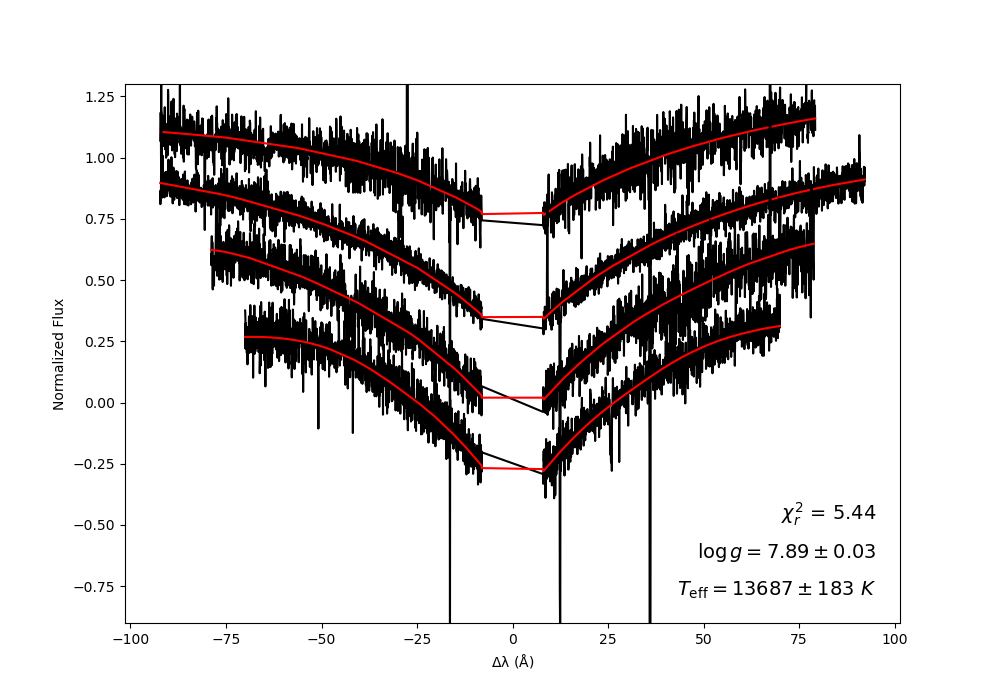 1.25
1.00
0.75
0.50
0.25
0.00
−0.25
−0.50
−0.75
Normalized Flux
χ²ᵣ = 5.44
log g = 7.89 ± 0.03
T_eff = 13687 ± 183 K
−100 −75 −50 −25 0 25 50 75 100
Δλ (Å)